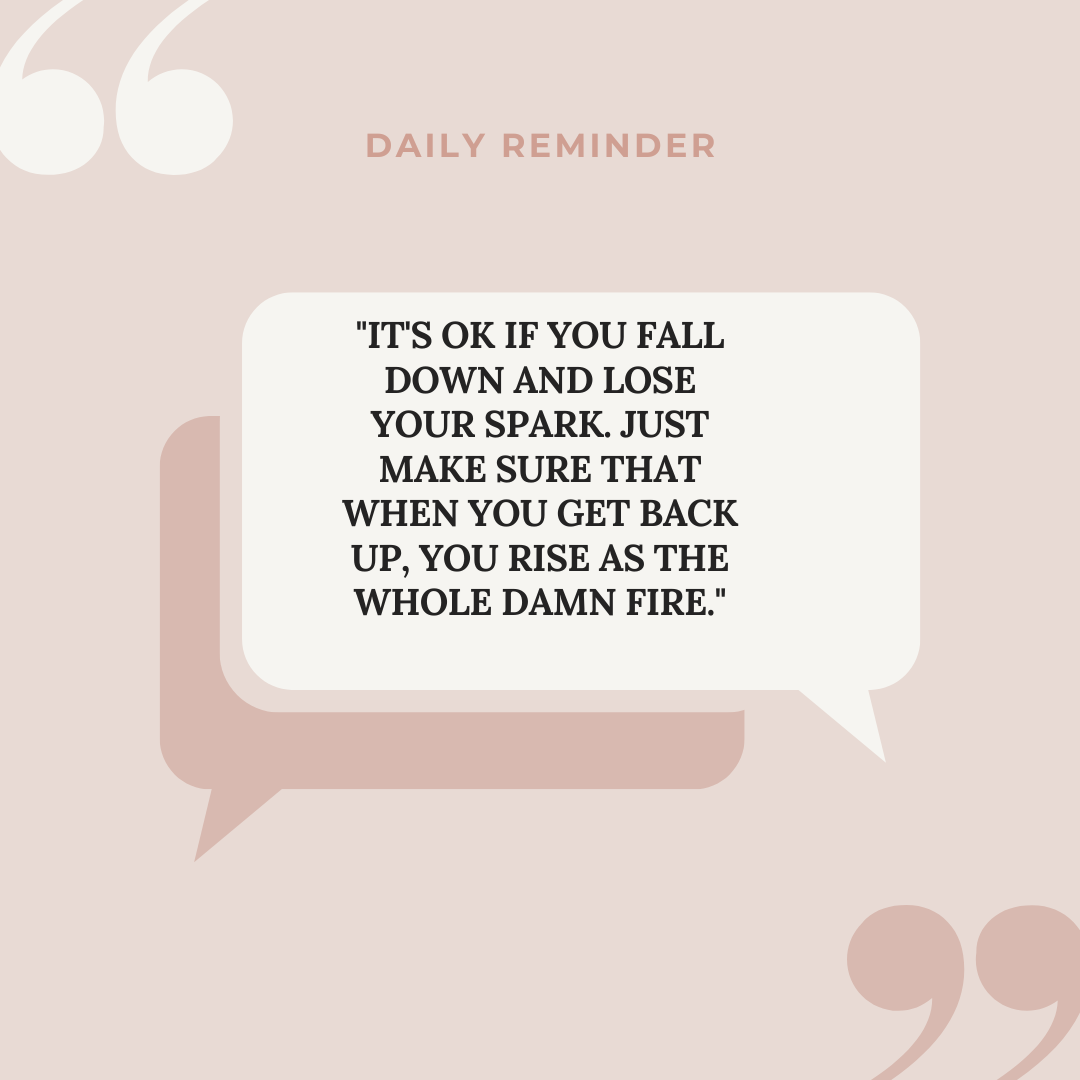 DAILY REMINDER
"IT'S OK IF YOU FALL
DOWN AND LOSE
YOUR SPARK. JUST
MAKE SURE THAT
WHEN YOU GET BACK
UP, YOU RISE AS THE
WHOLE DAMN FIRE."